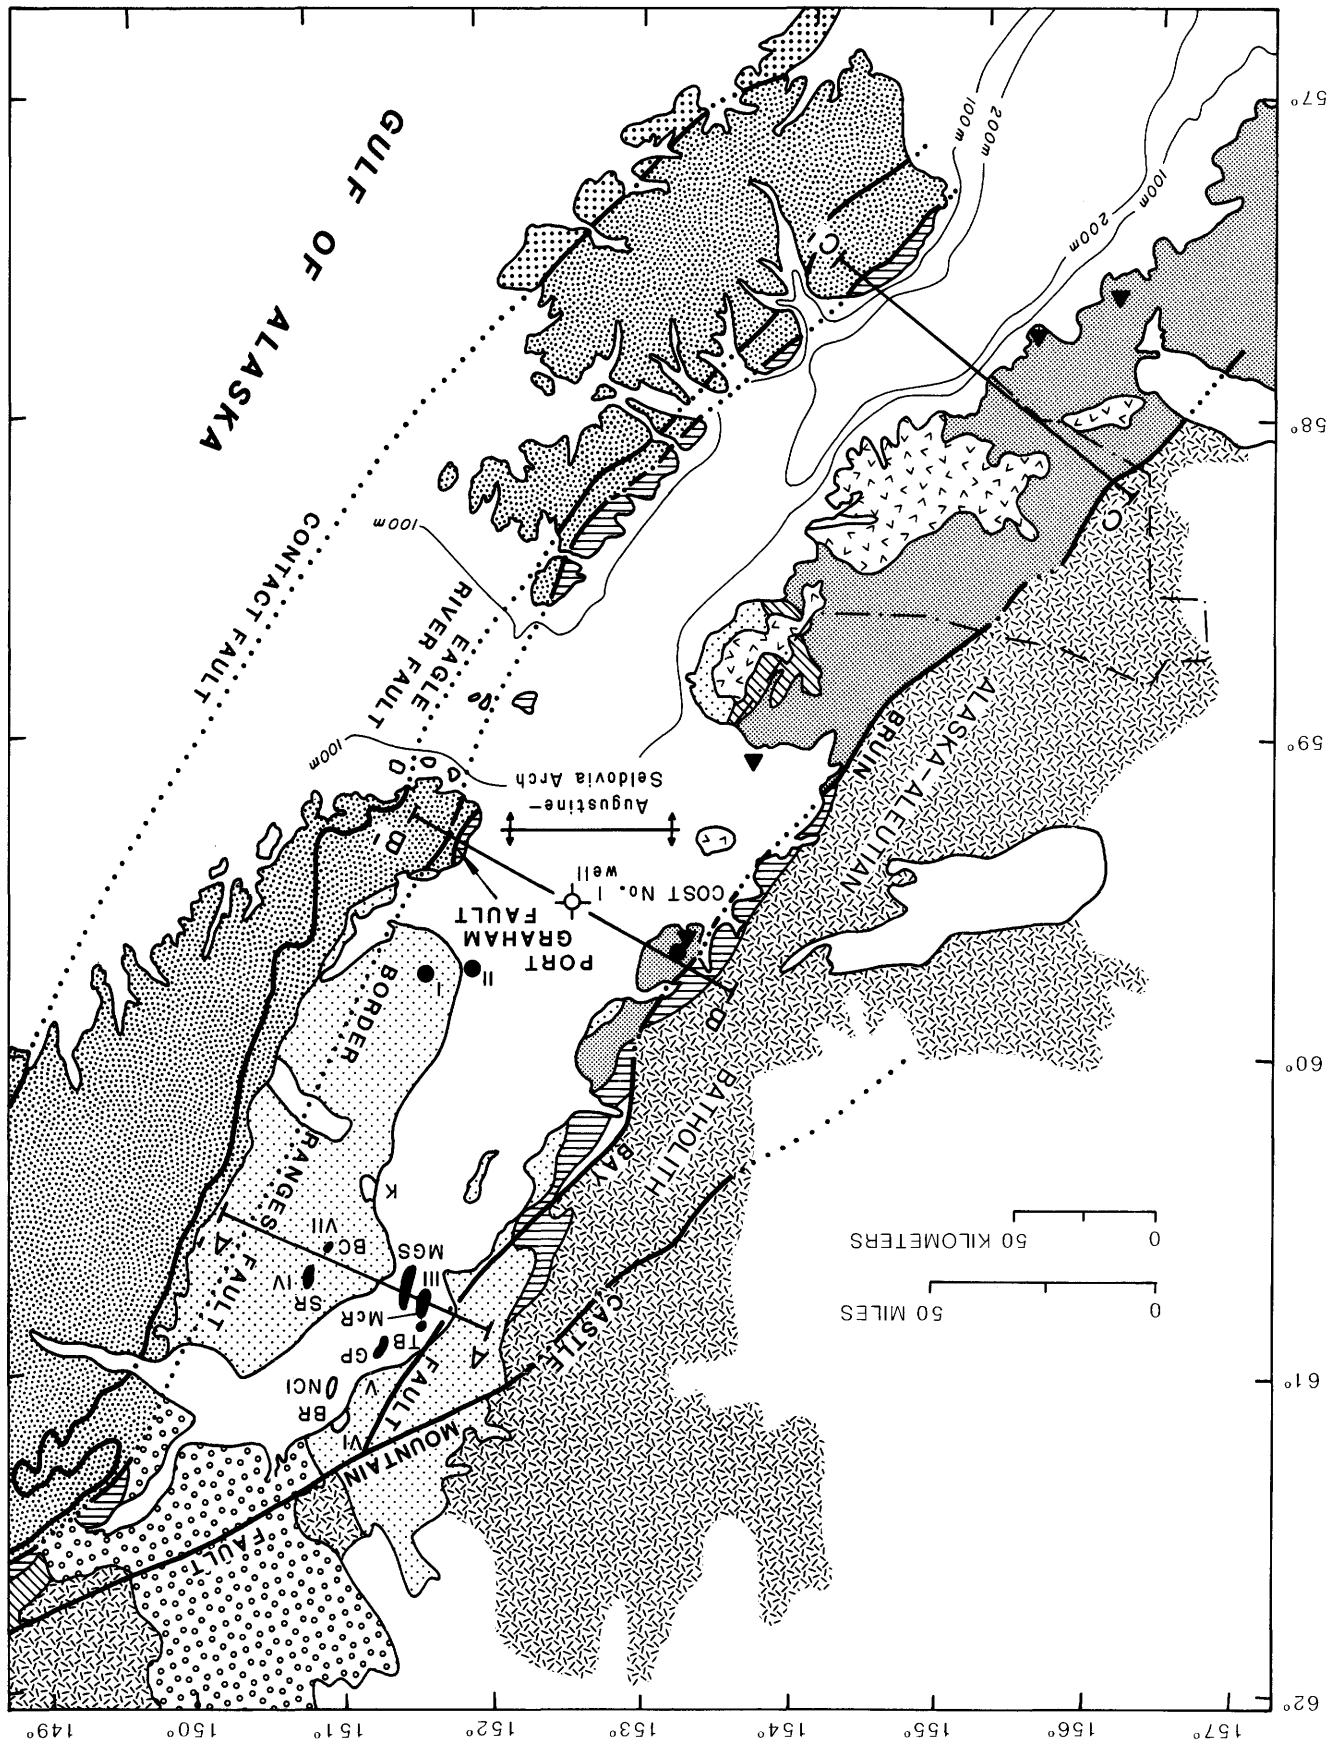 157°
156°
155°
154°
153°
152°
151°
150°
149°
62°
61°
60°
59°
58°
57°
0 50 MILES
0 50 KILOMETERS
CASTLE
MOUNTAIN
FAULT
BRUIN
BAY
FAULT
ALASKA-ALEUTIAN
BATHOLITH
VI
V
BR
NCI
GP
TB
McR
III
MGS
SR
IV
BC
VII
K
A
A'
BORDER
RANGES
FAULT
I
II
PORT
GRAHAM
FAULT
COST No. 1
well
B
B'
Augustine-
Seldovia Arch
EAGLE
RIVER FAULT
CONTACT FAULT
100m
100m
C
C'
200m
100m
200m
100m
GULF OF ALASKA